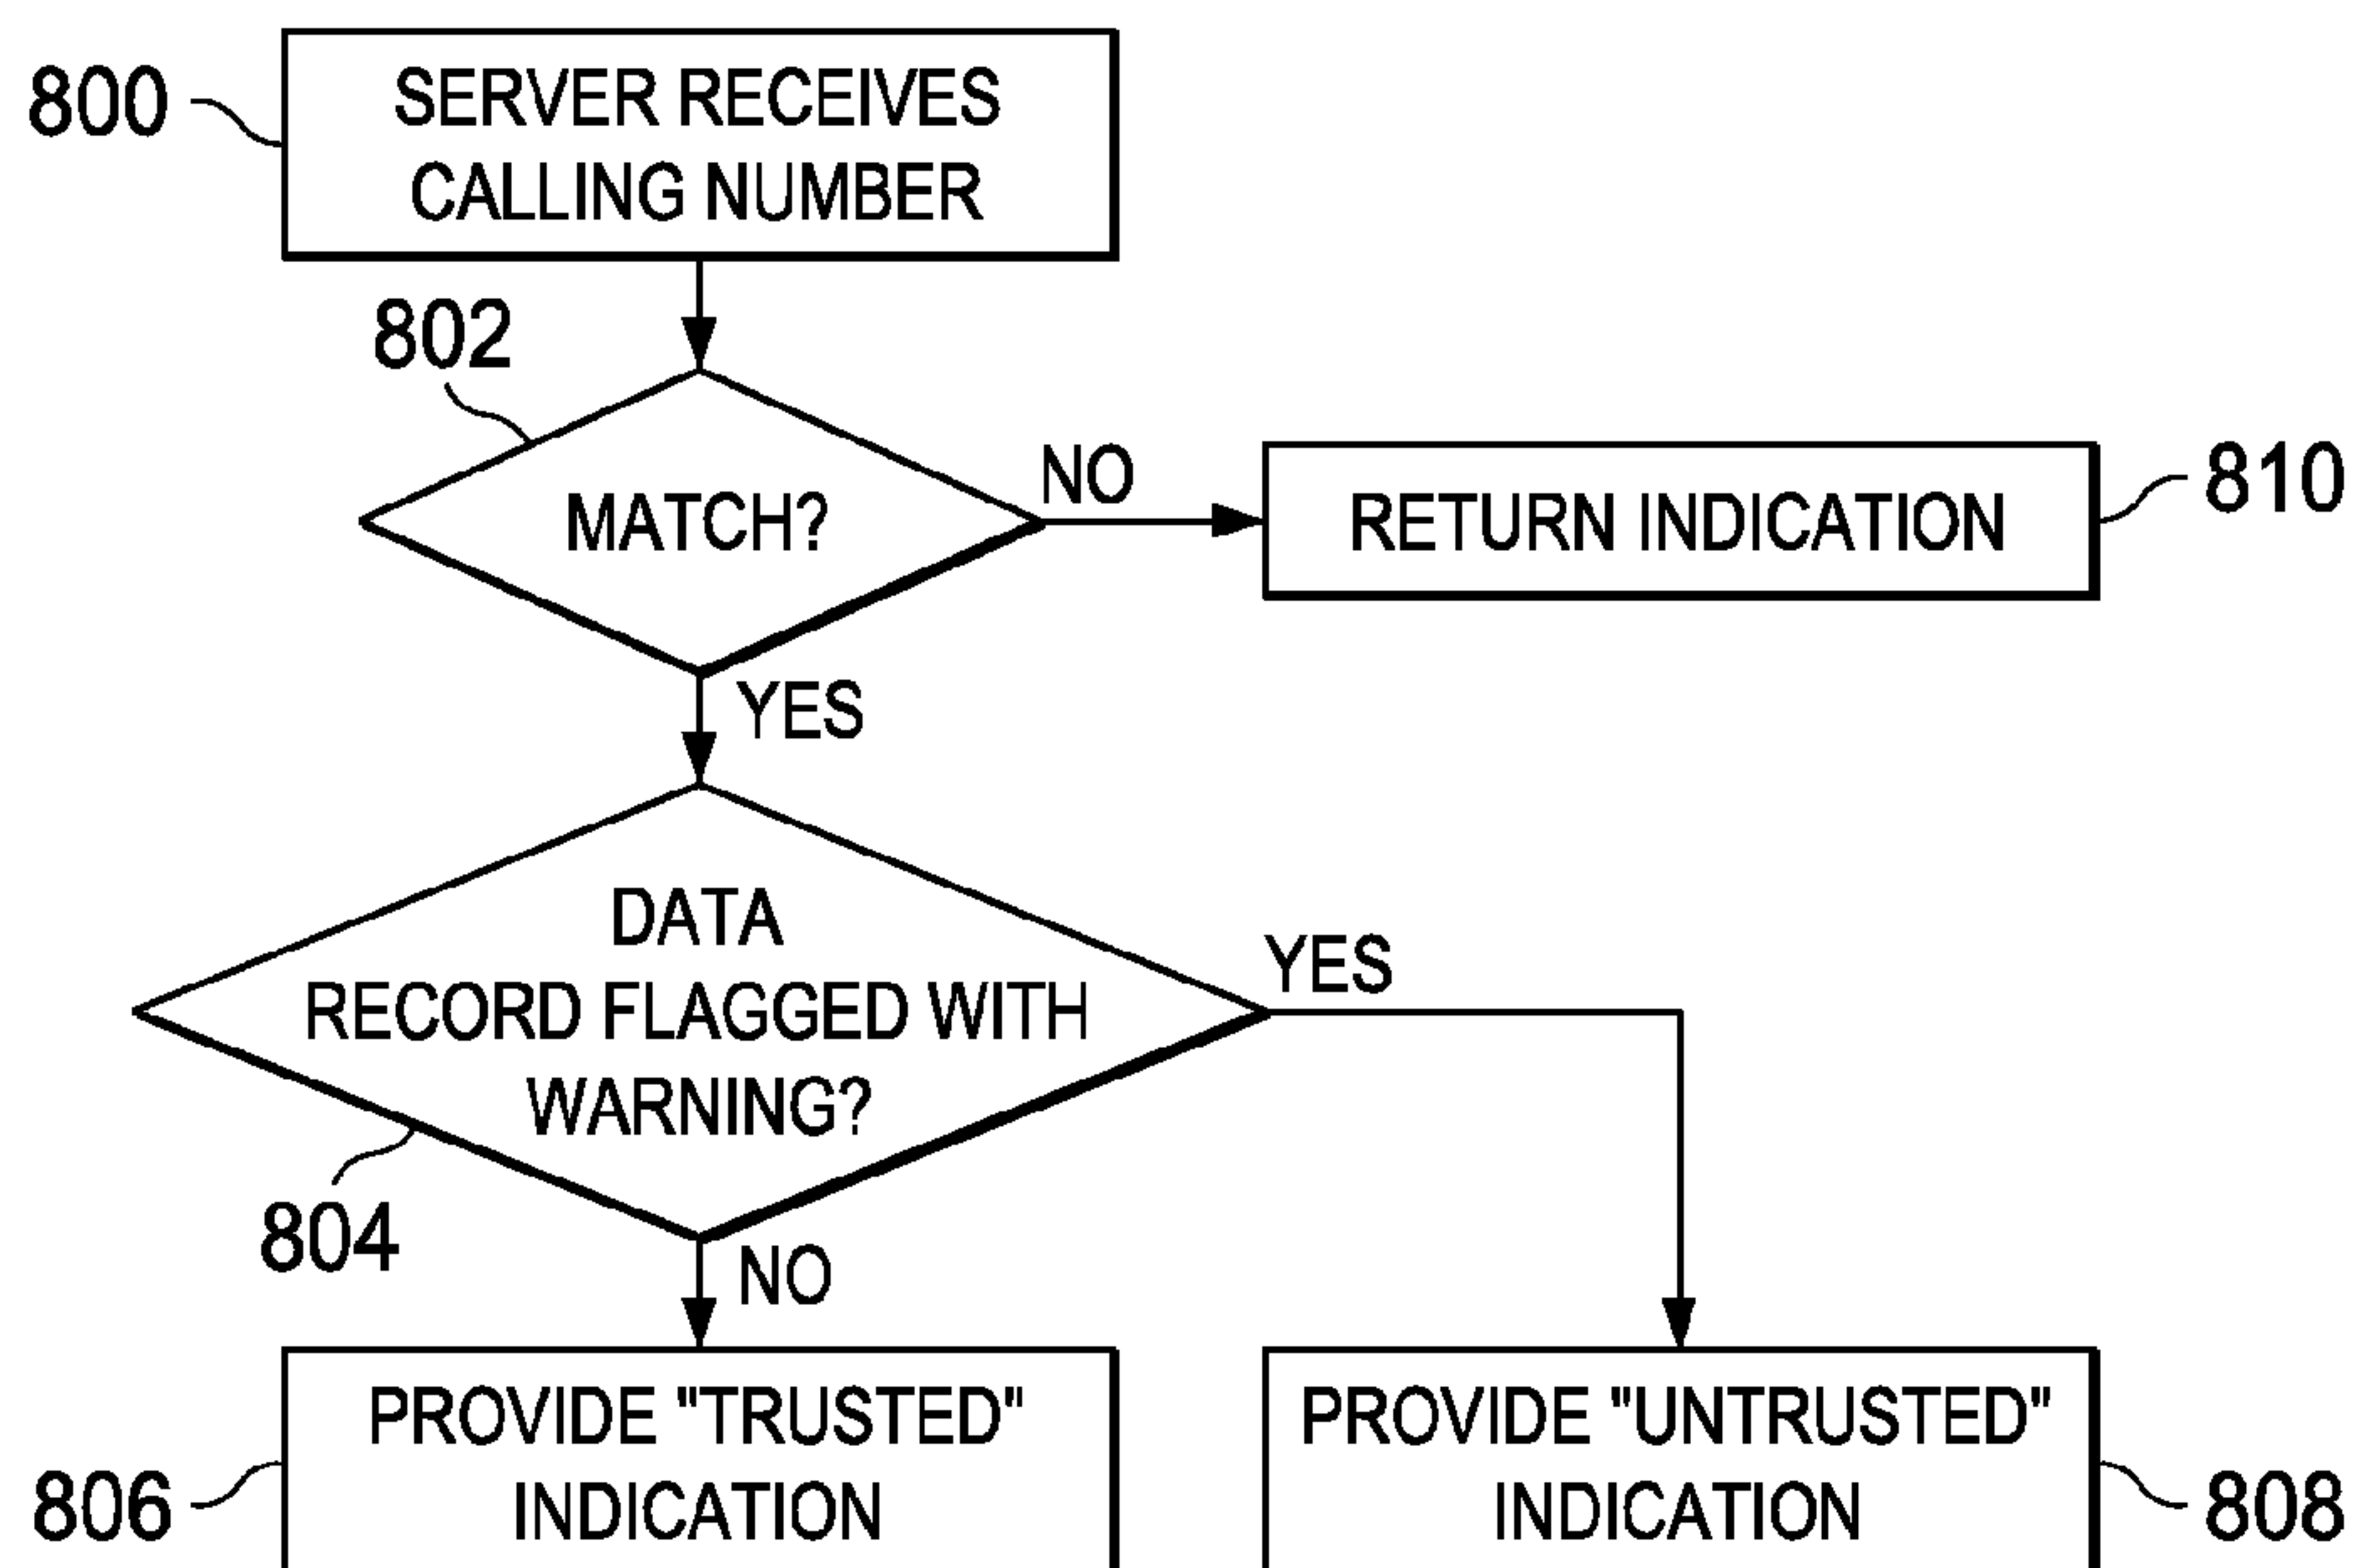 800
SERVER RECEIVES
CALLING NUMBER
802
MATCH?
NO
RETURN INDICATION
810
YES
DATA
RECORD FLAGGED WITH
WARNING?
YES
804
NO
PROVIDE "TRUSTED"
INDICATION
806
PROVIDE "UNTRUSTED"
INDICATION
808